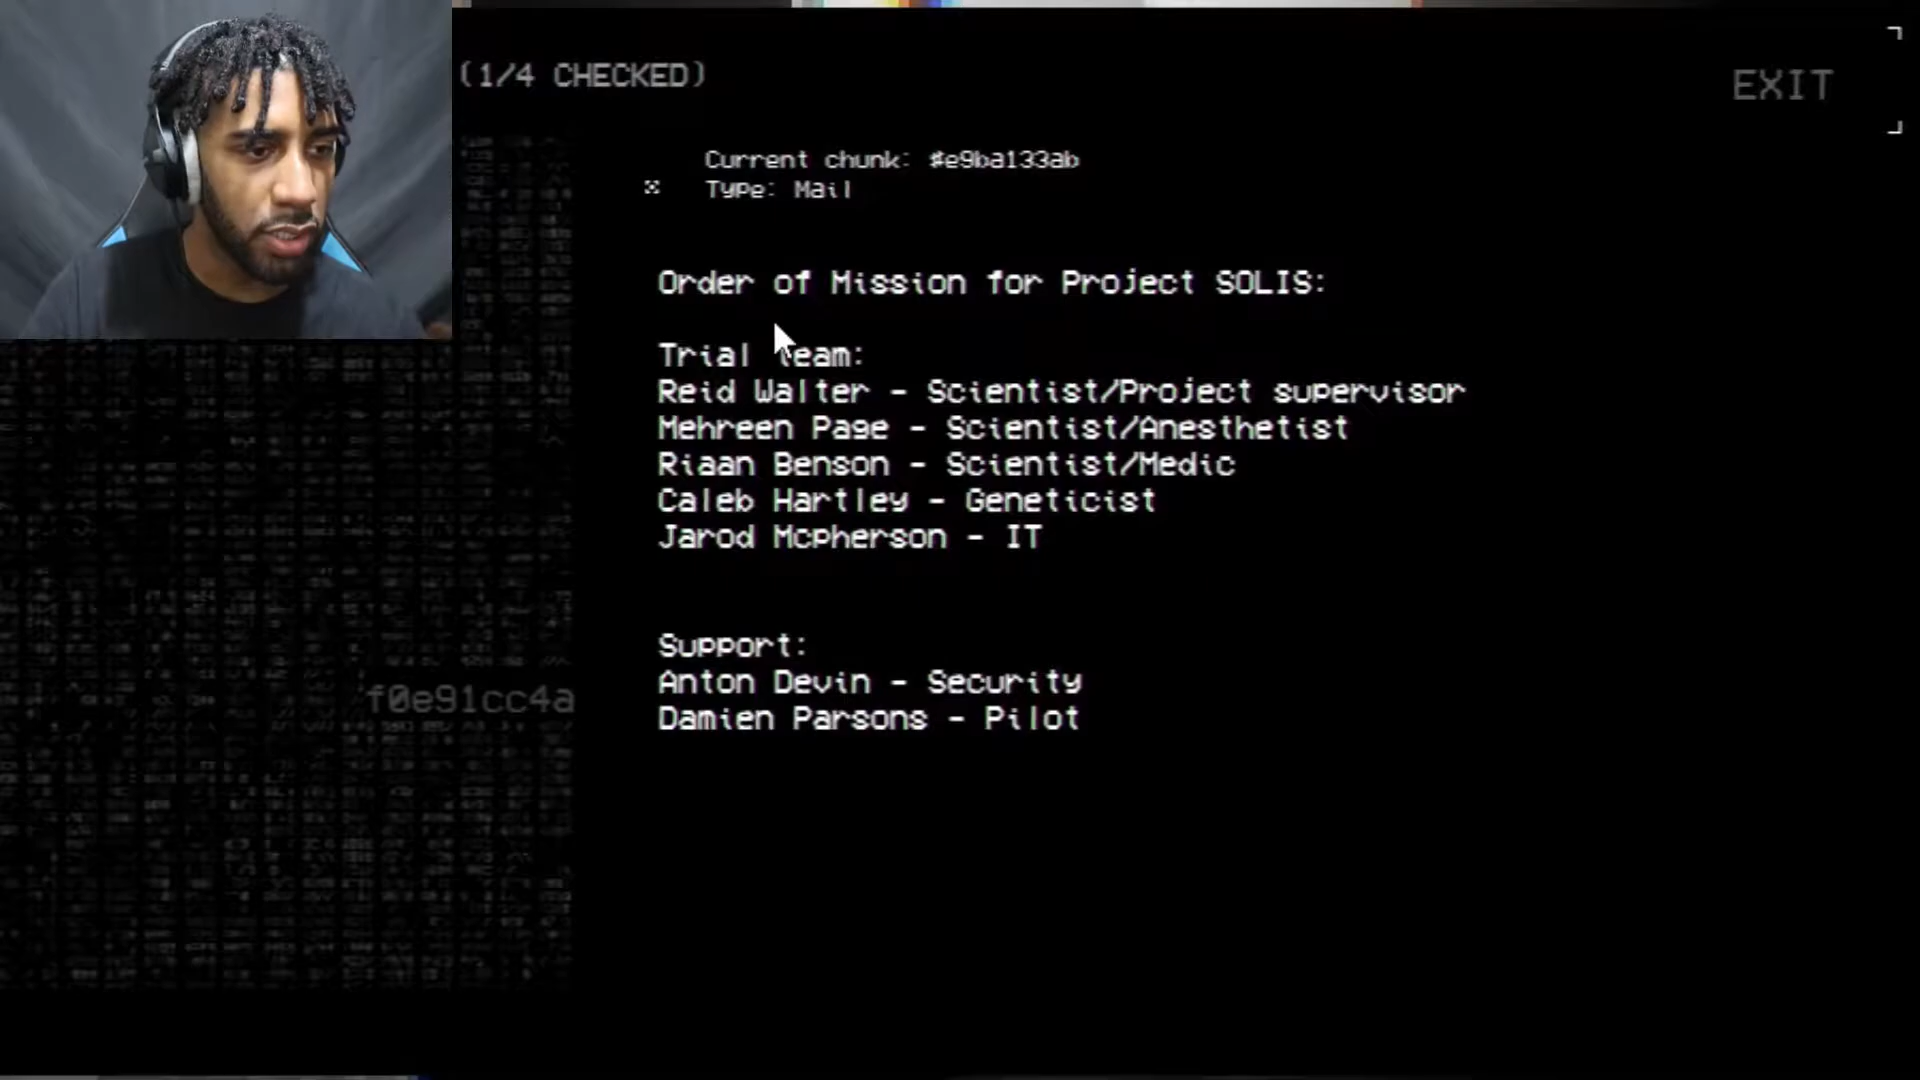 (1/4 CHECKED)
EXIT
Current chunk: #e9ba133ab
Type: Mail
Order of Mission for Project SOLIS:
Trial team:
Reid Walter - Scientist/Project supervisor
Mehreen Page - Scientist/Anesthetist
Riaan Benson - Scientist/Medic
Caleb Hartley - Geneticist
Jarod Mcpherson - IT
Support:
Anton Devin - Security
f0e91cc4a
Damien Parsons - Pilot